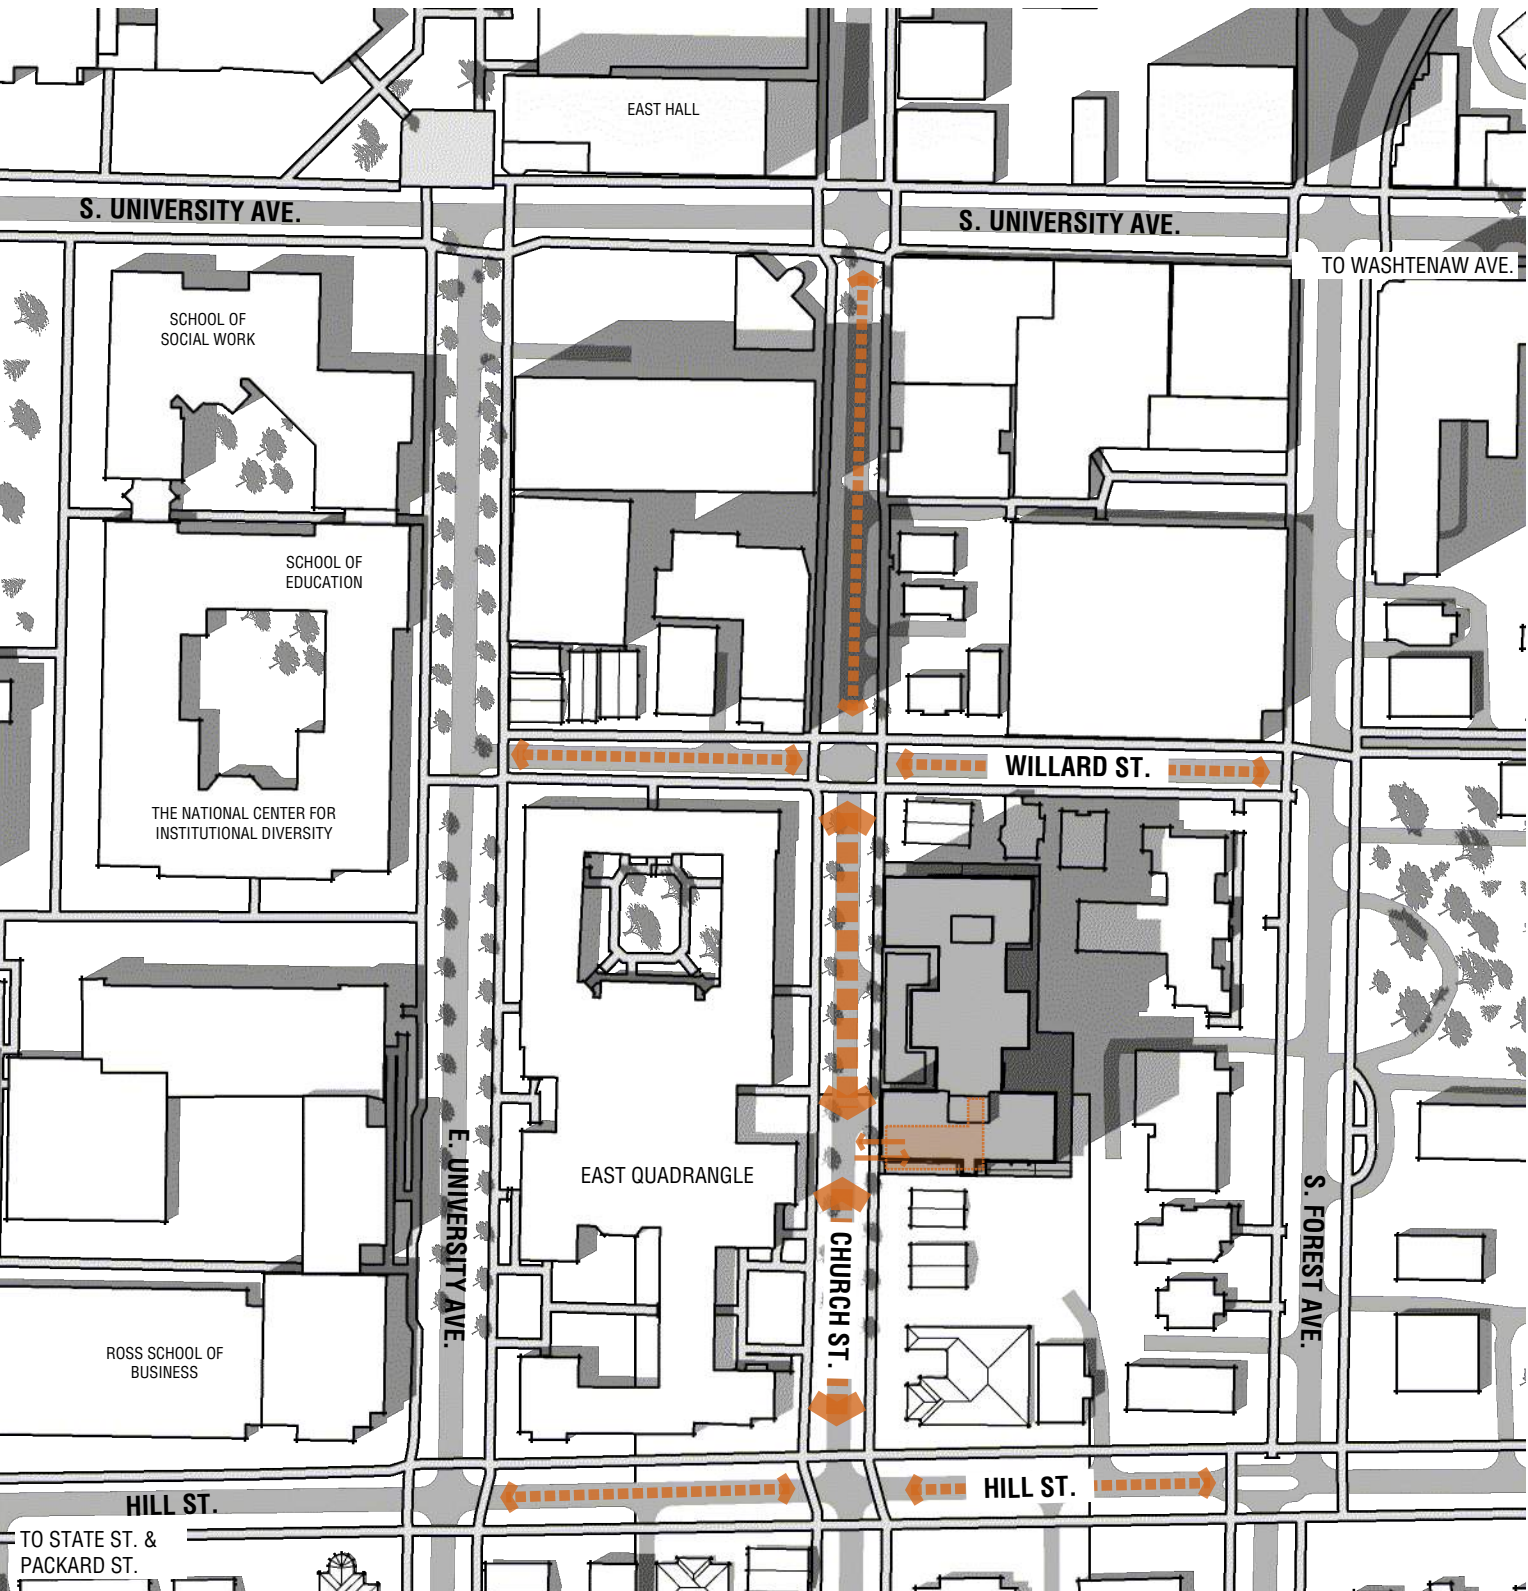 EAST HALL
S. UNIVERSITY AVE.
S. UNIVERSITY AVE.
TO WASHTENAW AVE.
SCHOOL OF
SOCIAL WORK
SCHOOL OF
EDUCATION
WILLARD ST.
THE NATIONAL CENTER FOR
INSTITUTIONAL DIVERSITY
E. UNIVERSITY AVE.
EAST QUADRANGLE
CHURCH ST.
S. FOREST AVE.
ROSS SCHOOL OF
BUSINESS
HILL ST.
HILL ST.
TO STATE ST. &
PACKARD ST.